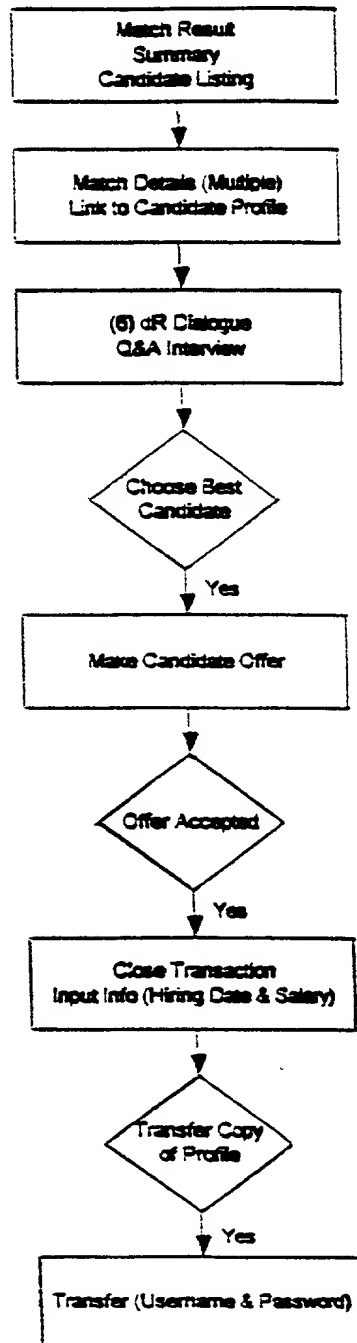 Match Result
Summary
Candidate Listing
Match Details (Multiple)
Link to Candidate Profile
(6) dR Dialogue
Q&A Interview
Choose Best
Candidate
Yes
Make Candidate Offer
Offer Accepted
Yes
Close Transaction
Input Info (Hiring Date & Salary)
Transfer Copy
of Profile
Yes
Transfer (Username & Password)